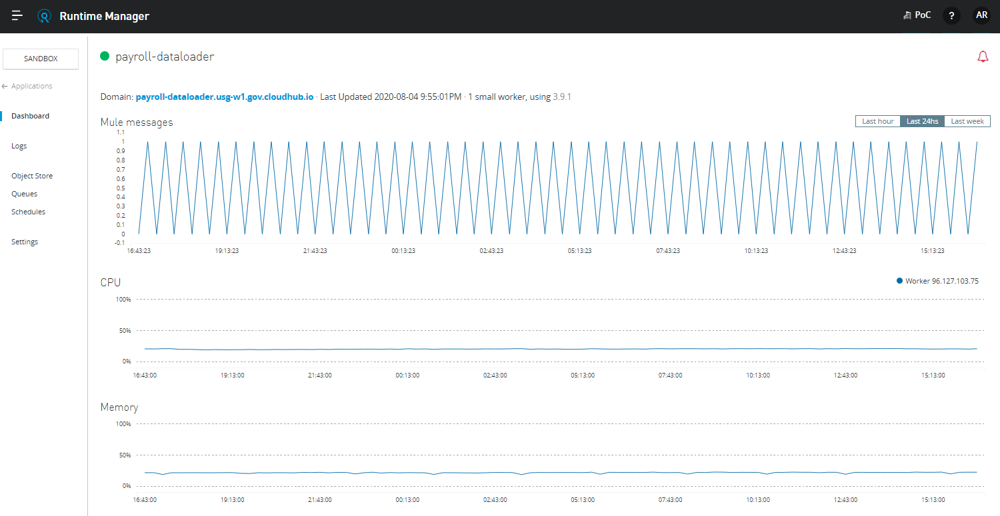 Runtime Manager
PoC
?
AR
SANDBOX
Applications
Dashboard
Logs
Object Store
Queues
Schedules
Settings
payroll-dataloader
Domain: payroll-dataloader.usg-w1.gov.cloudhub.io · Last Updated 2020-08-04 9:55:01PM · 1 small worker, using 3.9.1
Mule messages
Last hour Last 24hs Last week
1.1
1
0.9
0.8
0.7
0.6
0.5
0.4
0.3
0.2
0.1
0
-0.1
16:43:23 19:13:23 21:43:23 00:13:23 02:43:23 05:13:23 07:43:23 10:13:23 12:43:23 15:13:23
CPU
Worker 96.127.103.75
100%
50%
0%
16:43:00 19:13:00 21:43:00 00:13:00 02:43:00 05:13:00 07:43:00 10:13:00 12:43:00 15:13:00
Memory
100%
50%
0%
16:43:00 19:13:00 21:43:00 00:13:00 02:43:00 05:13:00 07:43:00 10:13:00 12:43:00 15:13:00